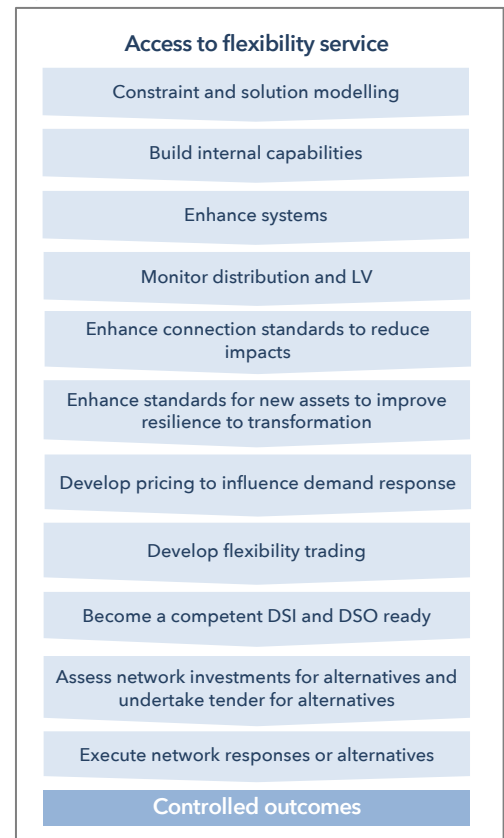 Access to flexibility service
Constraint and solution modelling
Build internal capabilities
Enhance systems
Monitor distribution and LV
Enhance connection standards to reduce
impacts
Enhance standards for new assets to improve
resilience to transformation
Develop pricing to influence demand response
Develop flexibility trading
Become a competent DSI and DSO ready
Assess network investments for alternatives and
undertake tender for alternatives
Execute network responses or alternatives
Controlled outcomes